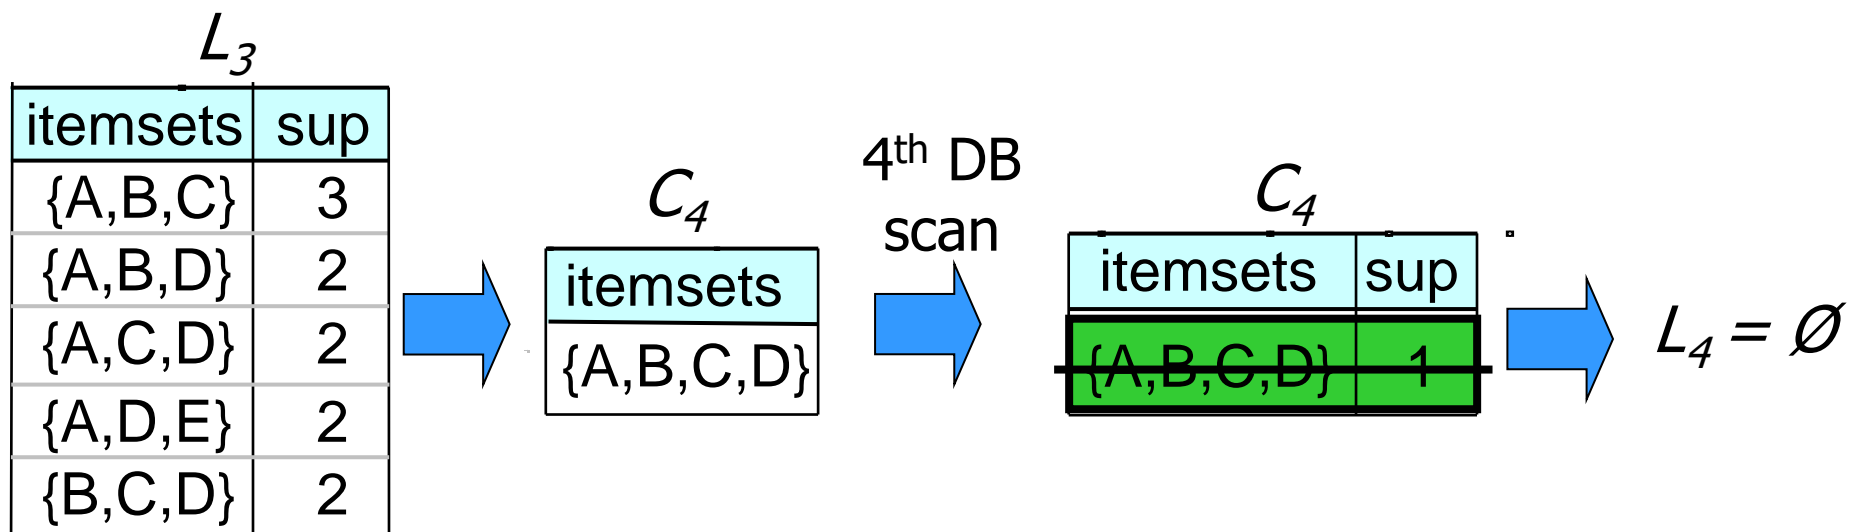 L3
itemsets sup
{A,B,C} 3
{A,B,D} 2
{A,C,D} 2
{A,D,E} 2
{B,C,D} 2
C4
itemsets
{A,B,C,D}
4th DB
scan
C4
itemsets sup
{A,B,C,D} 1
L4 = Ø